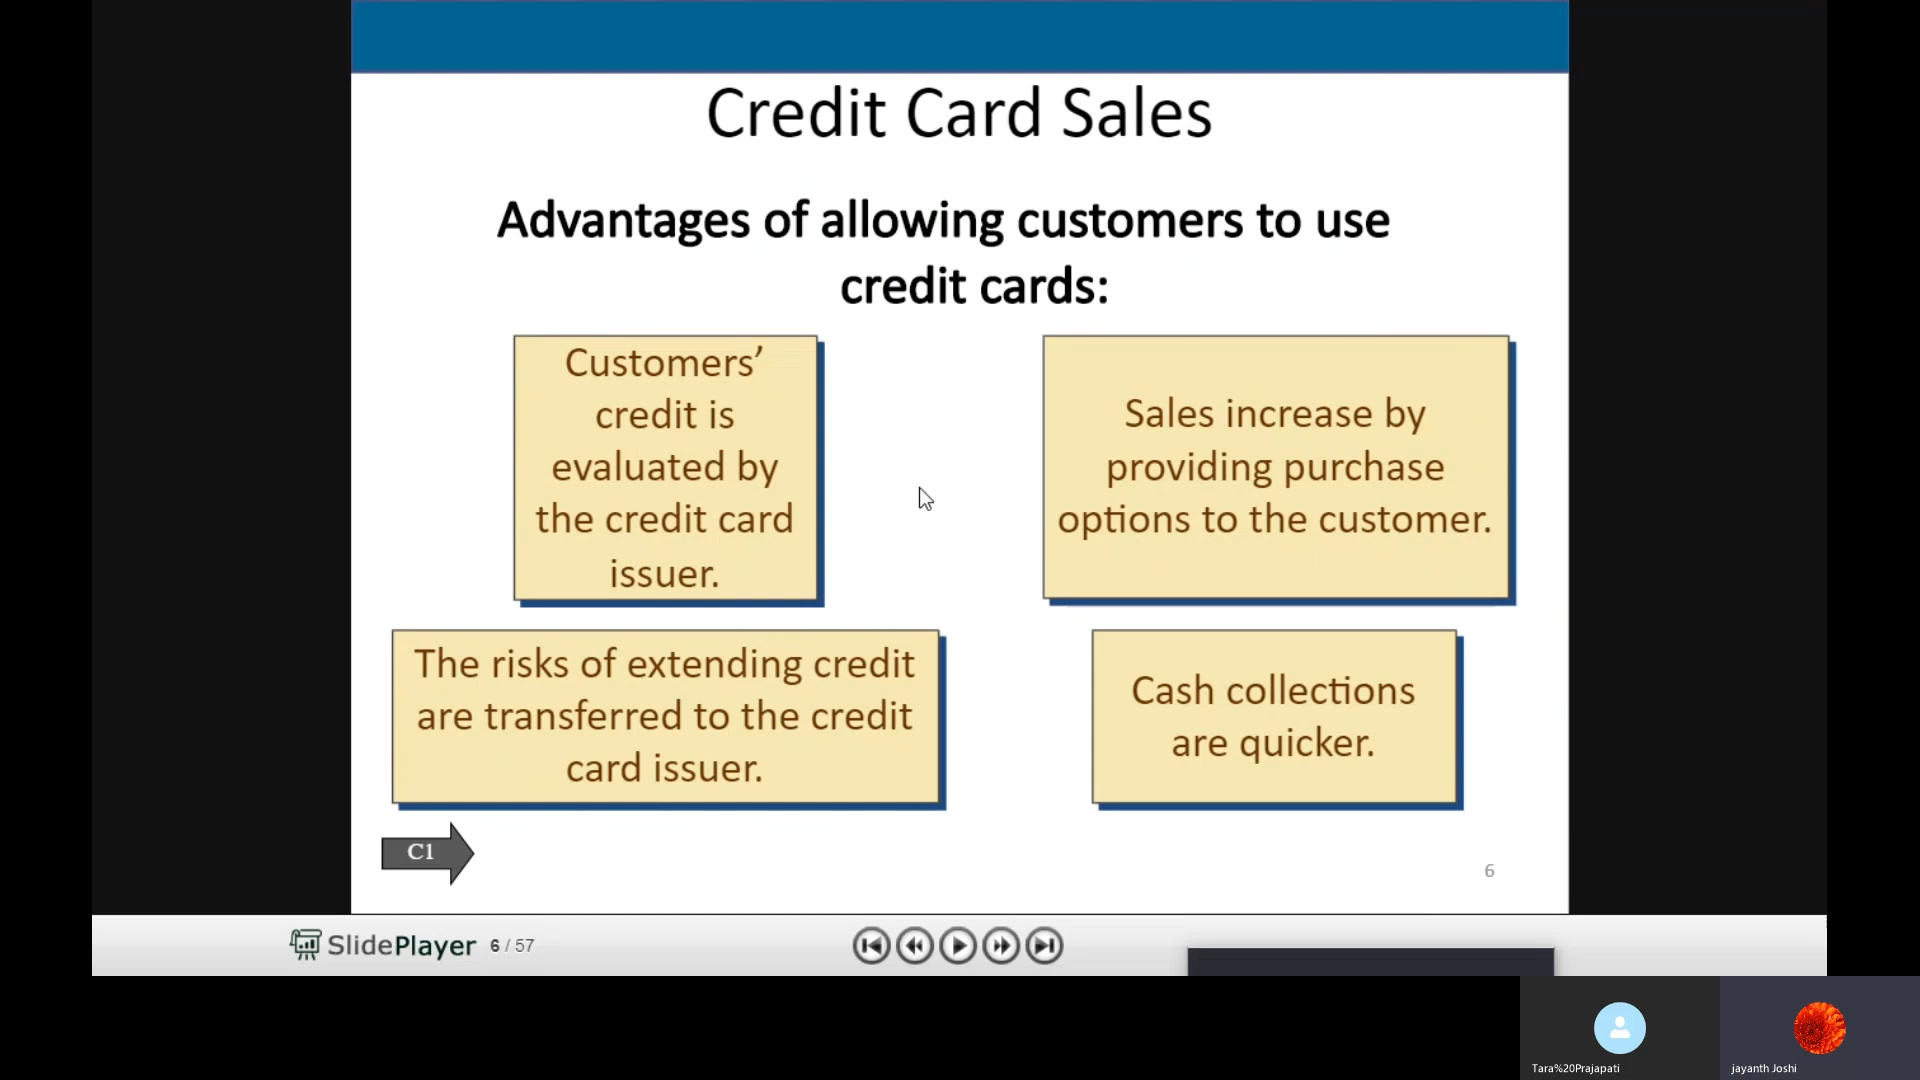 Credit Card Sales
Advantages of allowing customers to use
credit cards:
Customers’
credit is
evaluated by
the credit card
issuer.
Sales increase by
providing purchase
options to the customer.
The risks of extending credit
are transferred to the credit
card issuer.
Cash collections
are quicker.
C1
6
SlidePlayer 6 / 57
Tara%20Prajapati
jayanth Joshi